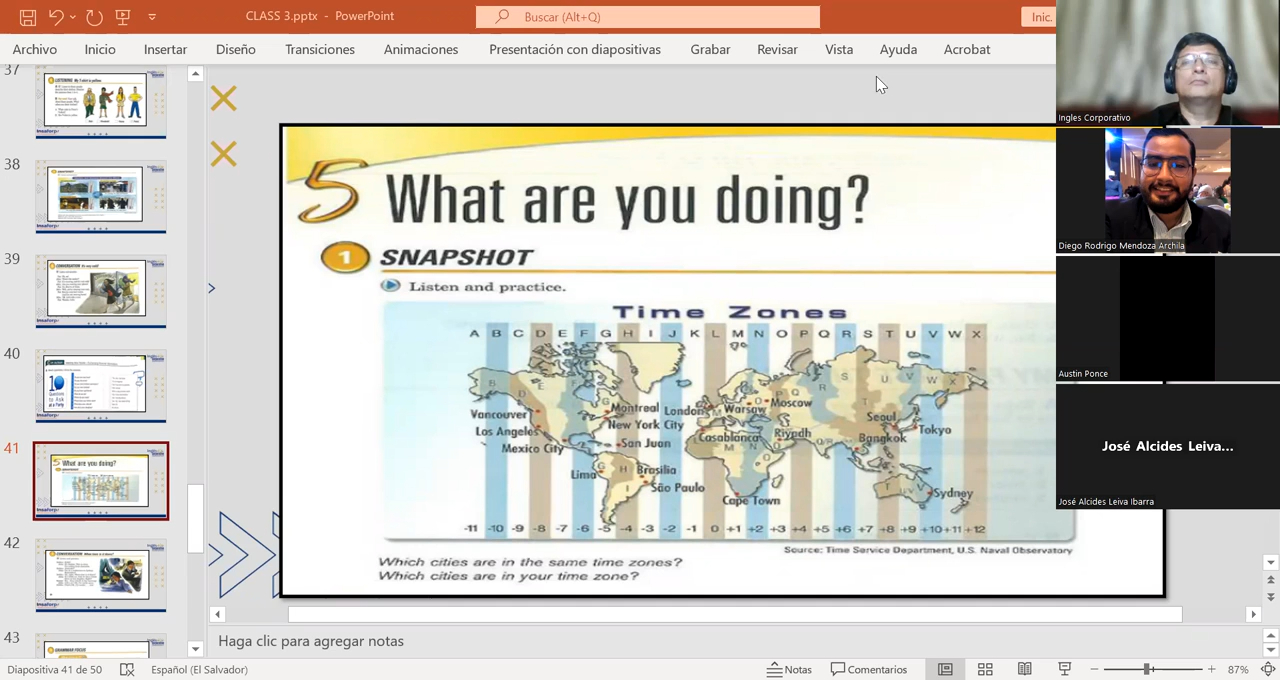 CLASS 3.pptx - PowerPoint
Buscar (Alt+Q)
Inic.
Archivo Inicio Insertar Diseño Transiciones Animaciones Presentación con diapositivas Grabar Revisar Vista Ayuda Acrobat
37
38
39
40
41
42
43
5 What are you doing?
1 SNAPSHOT
Listen and practice.
Time Zones
A B C D E F G H I J K L M N O P Q R S T U V W X
Vancouver
Los Angeles
Mexico City
Montreal
New York City
San Juan
Lima
Brasilia
São Paulo
London
Warsaw
Moscow
Casablanca
Riyadh
Cape Town
Seoul
Tokyo
Bangkok
Sydney
-11 -10 -9 -8 -7 -6 -5 -4 -3 -2 -1 0 +1 +2 +3 +4 +5 +6 +7 +8 +9 +10 +11 +12
Source: Time Service Department, U.S. Naval Observatory
Which cities are in the same time zones?
Which cities are in your time zone?
Ingles Corporativo
Diego Rodrigo Mendoza Archila
Austin Ponce
José Alcides Leiva...
José Alcides Leiva Ibarra
Haga clic para agregar notas
Diapositiva 41 de 50 Español (El Salvador) Notas Comentarios 87%